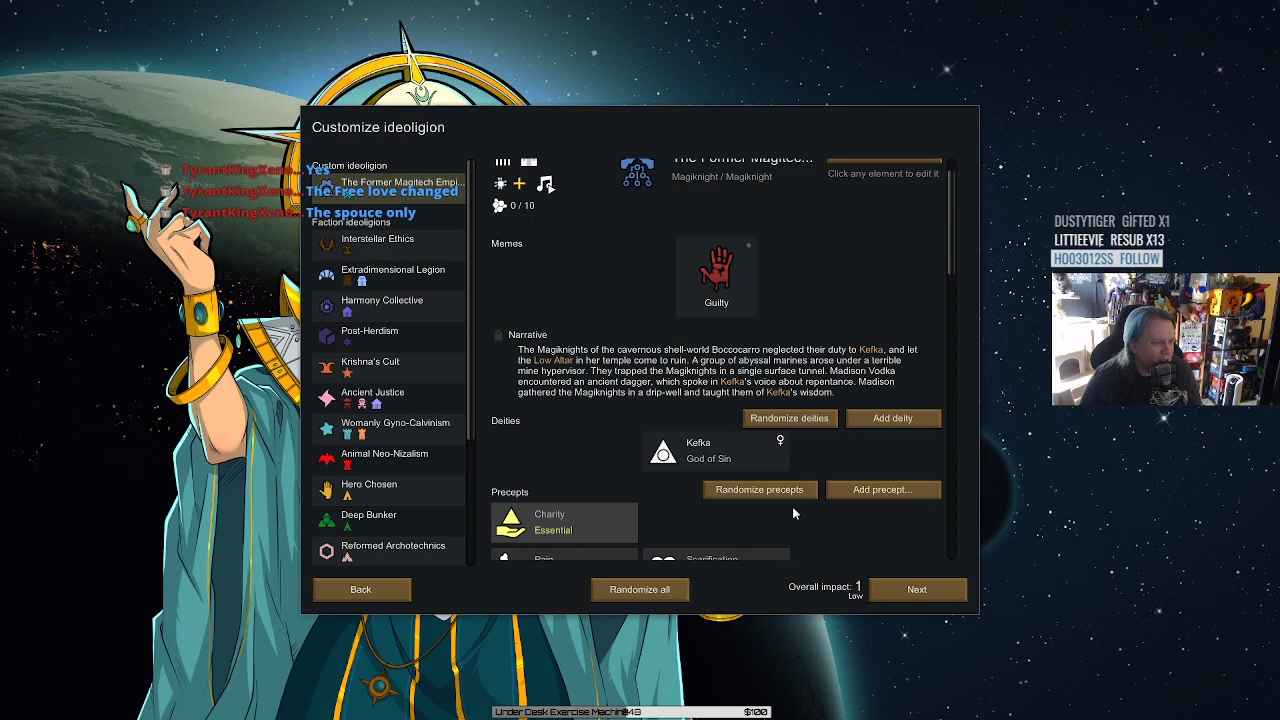 Customize ideoligion
Custom ideoligion
TyrantKingXeno...Yes
The Former Magitech Empi...
TyrantKingXeno...The Free love changed
TyrantKingXeno...The spouce only
Faction ideoligions
Interstellar Ethics
Extradimensional Legion
Harmony Collective
Post-Herdism
Krishna's Cult
Ancient Justice
Womanly Gyno-Calvinism
Animal Neo-Nizalism
Hero Chosen
Deep Bunker
Reformed Archotechnics
The Former Magitec...
Magiknight / Magiknight
Click any element to edit it
0 / 10
Memes
Guilty
Narrative
The Magiknights of the cavernous shell-world Boccocarro neglected their duty to Kefka, and let
the Low Altar in her temple come to ruin. A group of abyssal marines arose under a terrible
mine hypervisor. They trapped the Magiknights in a single surface tunnel. Madison Vodka
encountered an ancient dagger, which spoke in Kefka's voice about repentance. Madison
gathered the Magiknights in a drip-well and taught them of Kefka's wisdom.
Deities
Randomize deities
Add deity
Kefka
God of Sin
Precepts
Randomize precepts
Add precept...
Charity
Essential
Pain
Scarification
Back
Randomize all
Overall impact: 1
Low
Next
DUSTYTIGER GIFTED X1
LITTLEEVIE RESUB X13
HOO3012SS FOLLOW
Under Desk Exercise Machine
$100